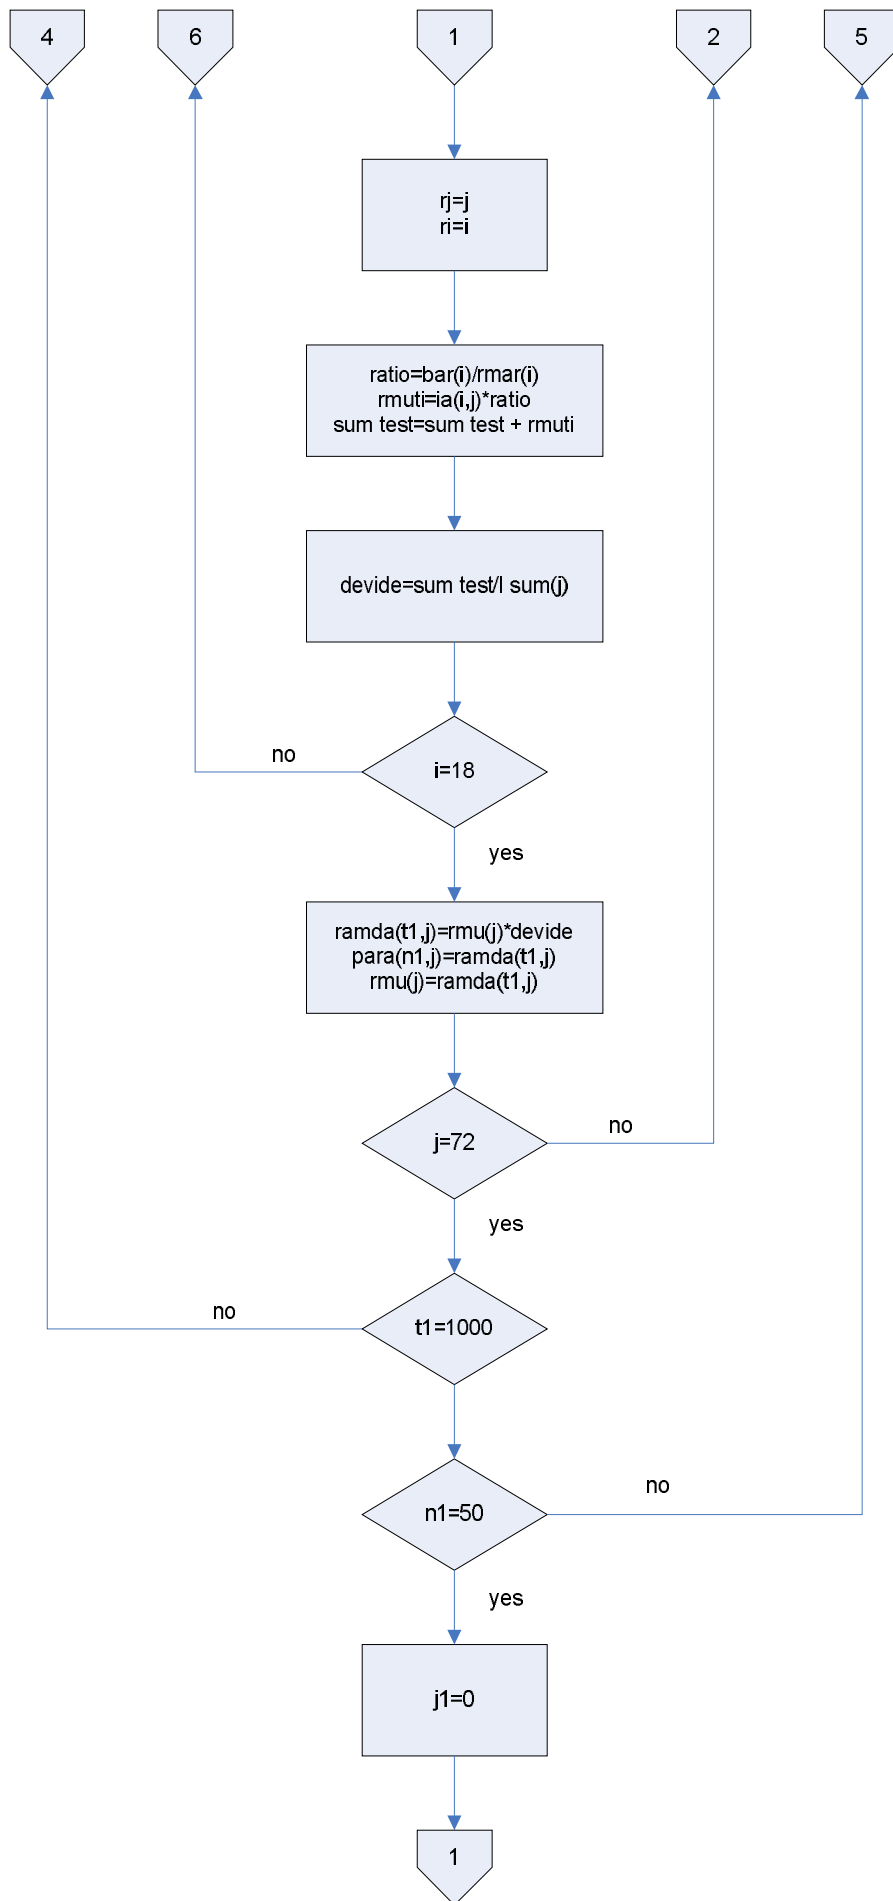 4
6
1
2
5
rj=j
ri=i
ratio=bar(i)/rmar(i)
rmuti=ia(i,j)*ratio
sum test=sum test + rmuti
devide=sum test/l sum(j)
i=18
no
yes
ramda(t1,j)=rmu(j)*devide
para(n1,j)=ramda(t1,j)
rmu(j)=ramda(t1,j)
j=72
no
yes
no
t1=1000
no
n1=50
yes
j1=0
1